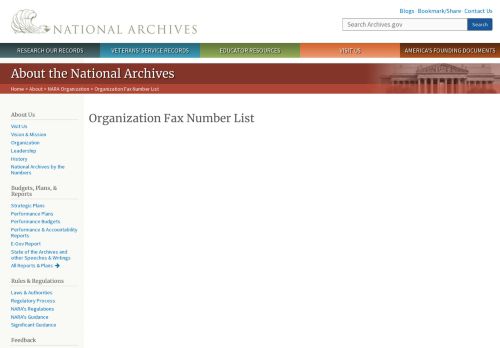 NATIONAL ARCHIVES
Blogs · Bookmark/Share · Contact Us
Search Archives.gov
Search
RESEARCH OUR RECORDS
VETERANS' SERVICE RECORDS
EDUCATOR RESOURCES
VISIT US
AMERICA'S FOUNDING DOCUMENTS
About the National Archives
Home > About > NARA Organization > Organization Fax Number List
About Us
Visit Us
Vision & Mission
Organization
Leadership
History
National Archives by the
Numbers
Budgets, Plans, &
Reports
Strategic Plans
Performance Plans
Performance Budgets
Performance & Accountability
Reports
E-Gov Report
State of the Archives and
other Speeches & Writings
All Reports & Plans →
Rules & Regulations
Laws & Authorities
Regulatory Process
NARA's Regulations
NARA's Guidance
Significant Guidance
Feedback
Organization Fax Number List